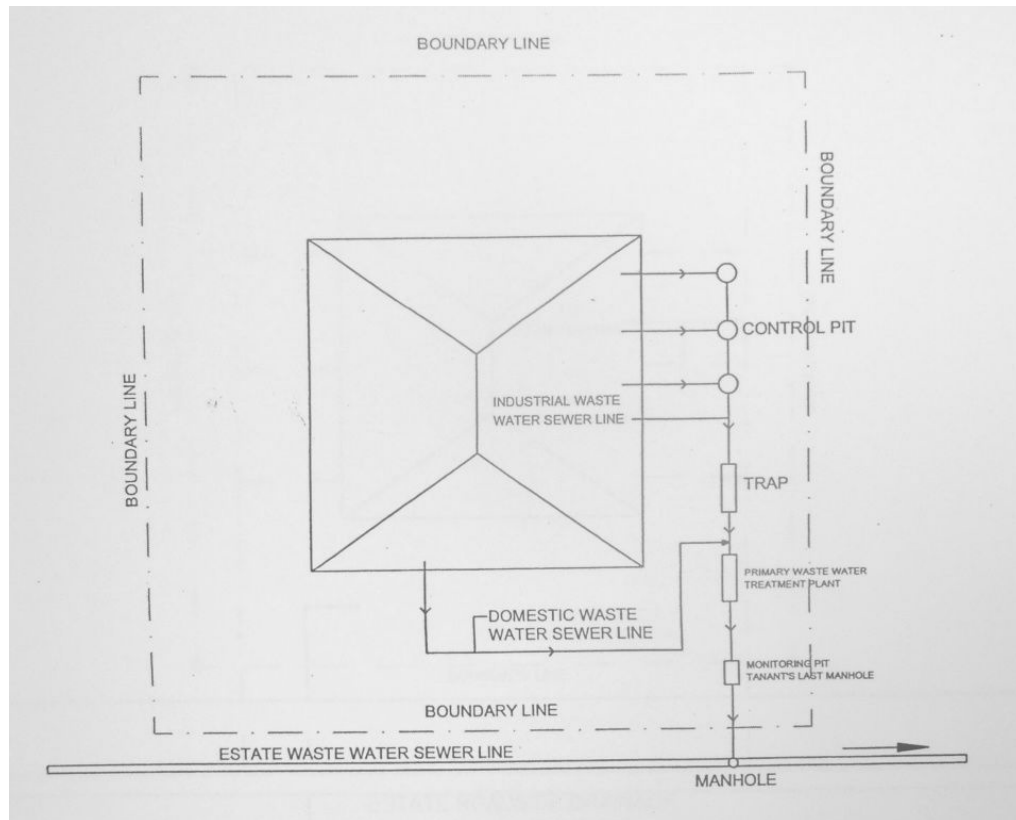 BOUNDARY LINE
BOUNDARY LINE
BOUNDARY LINE
CONTROL PIT
INDUSTRIAL WASTE
WATER SEWER LINE
TRAP
PRIMARY WASTE WATER
TREATMENT PLANT
DOMESTIC WASTE
WATER SEWER LINE
MONITORING PIT
TANANT'S LAST MANHOLE
BOUNDARY LINE
ESTATE WASTE WATER SEWER LINE
MANHOLE